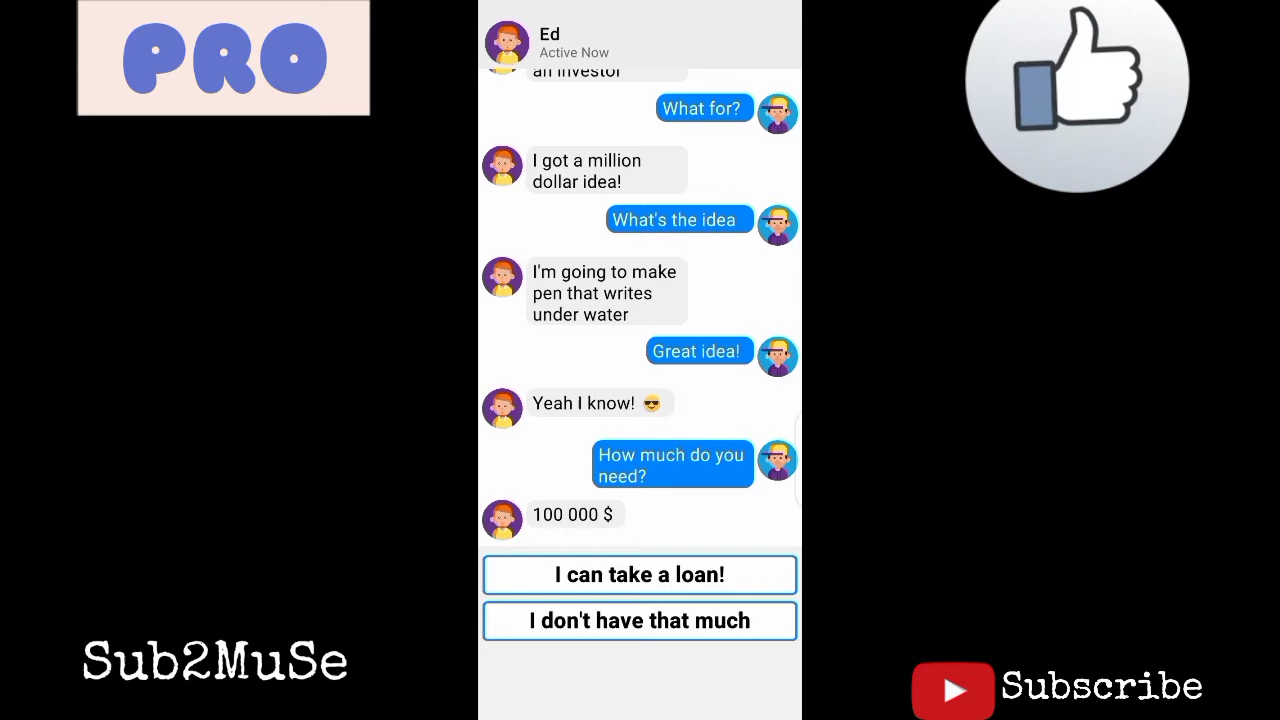 PRO
Ed
Active Now
an investor
What for?
I got a million
dollar idea!
What's the idea
I'm going to make
pen that writes
under water
Great idea!
Yeah I know! 😎
How much do you
need?
100 000 $
I can take a loan!
I don't have that much
Sub2MuSe
Subscribe